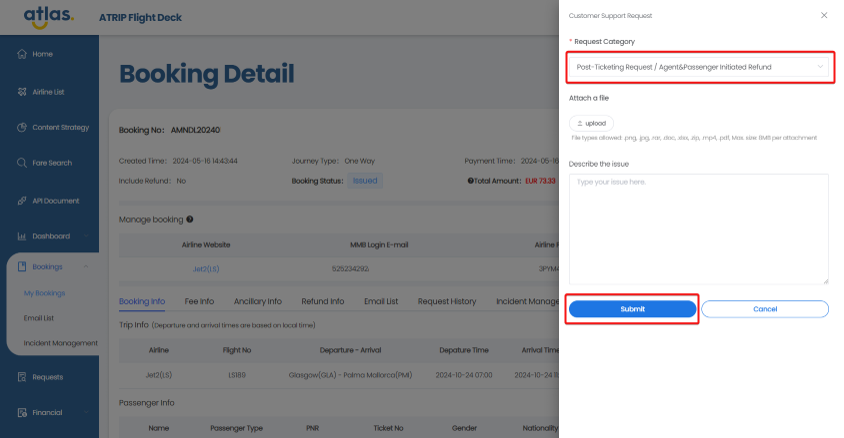 atlas.
ATRIP Flight Deck
Home
Airline List
Content Strategy
Fare Search
API Document
Dashboard
Bookings
My Bookings
Email List
Incident Management
Requests
Financial
Booking Detail
Booking No: AMNDL20240
Created Time: 2024-05-16 14:43:44 Journey Type: One Way Payment Time: 2024-05-16
Include Refund: No Booking Status: Issued Total Amount: EUR 73.33
Manage booking
Airline Website MMB Login E-mail Airline
Jet2(LS) 525234292
Booking Info Fee Info Ancillary Info Refund Info Email List Request History Incident Manage
Trip Info (Departure and arrival times are based on local time)
Airline Flight No Departure - Arrival Depature Time Arrival Time
Jet2(LS) LS189 Glasgow(GLA) - Palma Mallorca(PMI) 2024-10-24 07:00 2024-10-24
Passenger Info
Name Passenger Type PNR Ticket No Gender Nationality
Customer Support Request
* Request Category
Post-Ticketing Request / Agent&Passenger Initiated Refund
Attach a file
upload
File types allowed: .png, .jpg, .rar, .doc, .xlss, .zip, .mp4, .pdf, Max. size: 8MB per attachment
Describe the issue
Type your issue here.
Submit Cancel